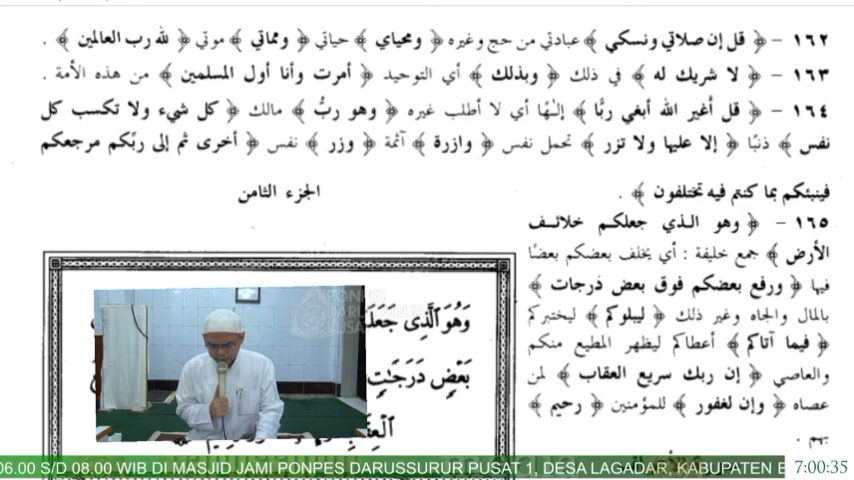 ١٦٢ – ﴿ قل إن صلاتي ونسكي ﴾ عبادتي من حج وغيره ﴿ ومحياي ﴾ حياتي ﴿ ومماتي ﴾ موتي ﴿ لله رب العالمين ﴾ .
١٦٣ – ﴿ لا شريك له ﴾ في ذلك ﴿ وبذلك ﴾ أي التوحيد ﴿ أمرت وأنا أول المسلمين ﴾ من هذه الأمة .
١٦٤ – ﴿ قل أغير الله أبغي ربًّا ﴾ إلـٰهًا أي لا أطلب غيره ﴿ وهو ربُّ ﴾ مالك ﴿ كل شيء ولا تكسب كل
نفس ﴾ ذنبًا ﴿ إلا عليها ولا تزر ﴾ تحمل نفس ﴿ وازرة ﴾ آثمة ﴿ وزر ﴾ نفس ﴿ أخرى ثم إلى ربّكم مرجعكم
فينبئكم بما كنتم فيه تختلفون ﴾ .
الجزء الثامن
١٦٥ – ﴿ وهو الذي جعلكم خلائف
الأرض ﴾ جمع خليفة : أي يخلف بعضكم بعضًا
فيها ﴿ ورفع بعضكم فوق بعض درجات ﴾
بالمال والجاه وغير ذلك ﴿ ليبلوكم ﴾ ليختبركم
﴿ فيما آتاكم ﴾ أعطاكم ليظهر المطيع منكم
والعاصي ﴿ إن ربك سريع العقاب ﴾ لمن
عصاه ﴿ وإن لغفور ﴾ للمؤمنين ﴿ رحيم ﴾
بهم .
وَهُوَ ٱلَّذِى
بَعْضٍ دَرَجَـٰتٍ
PONPES
06.00 S/D 08.00 WIB DI MASJID JAMI PONPES DARUSSURUR PUSAT 1, DESA LAGADAR, KABUPATEN
7:00:35